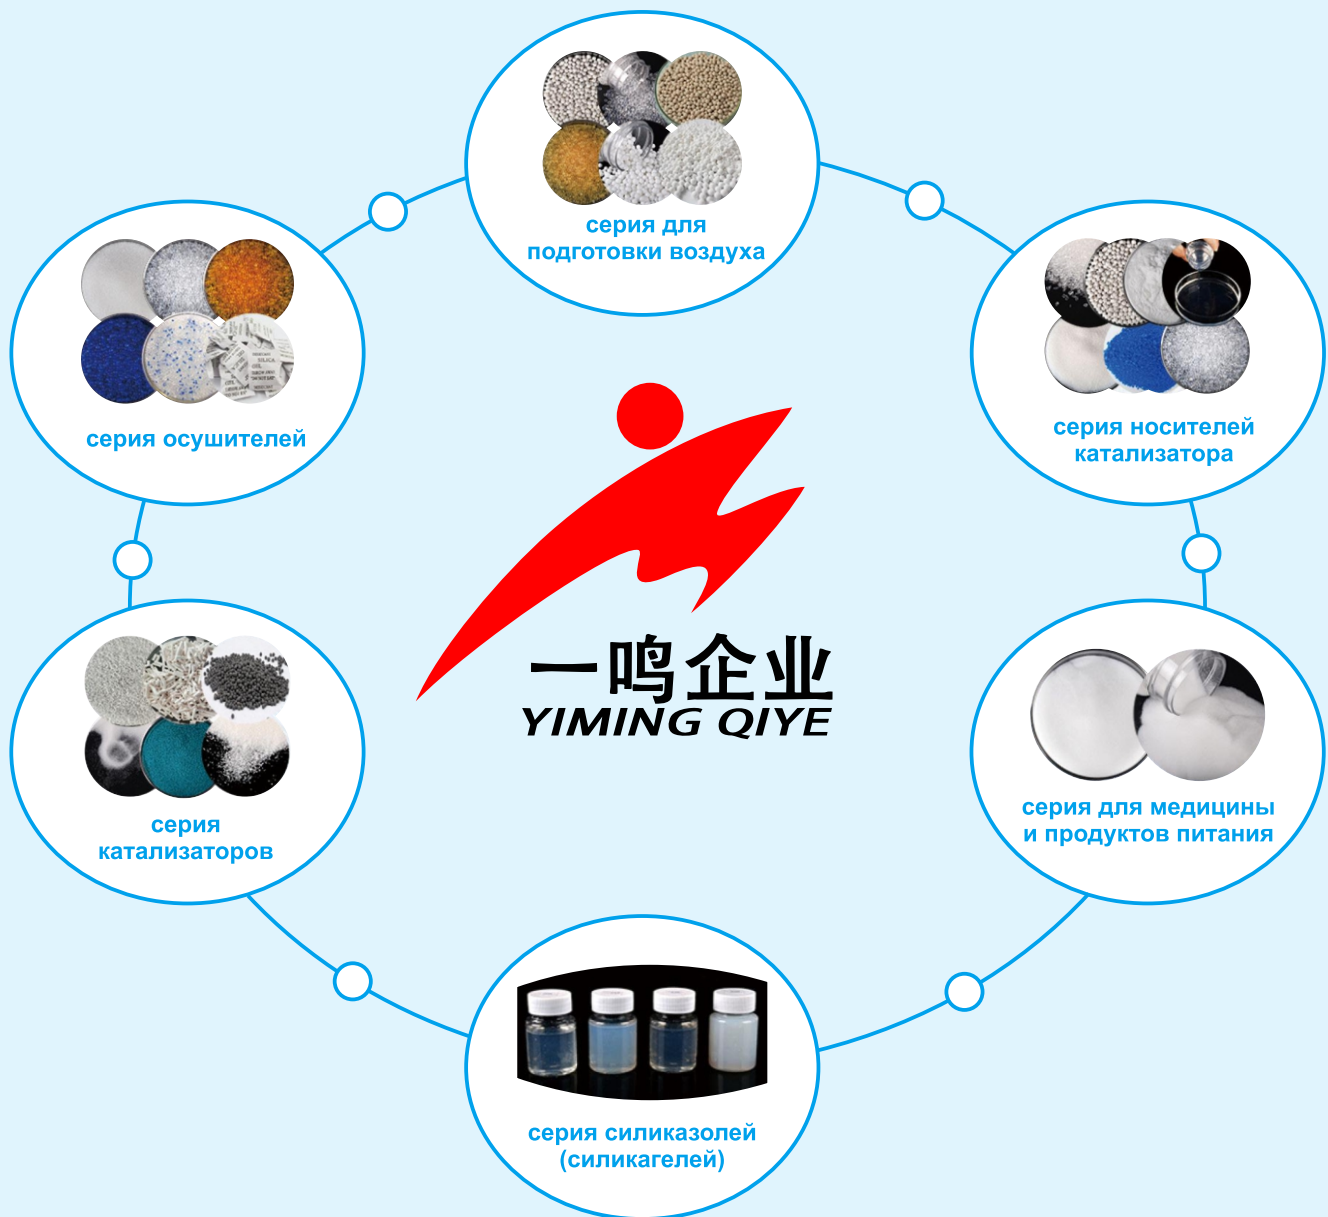 серия для
подготовки воздуха
серия осушителей
серия носителей
катализатора
一鸣企业
YIMING QIYE
серия
катализаторов
серия для медицины
и продуктов питания
серия силиказолей
(силикагелей)